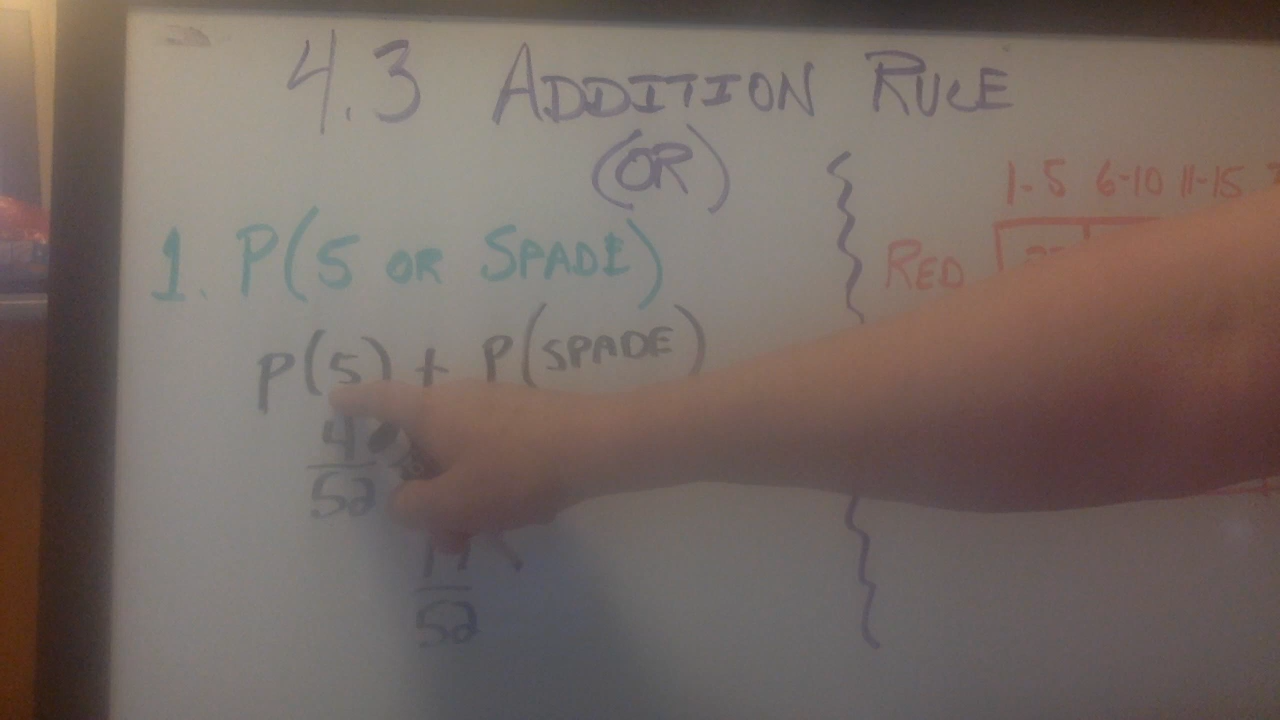 4.3 ADDITION RULE
(OR)
1. P(5 OR SPADE)
P(5) + P(SPADE)
4
52
17
52
1-5 6-10 11-15
RED